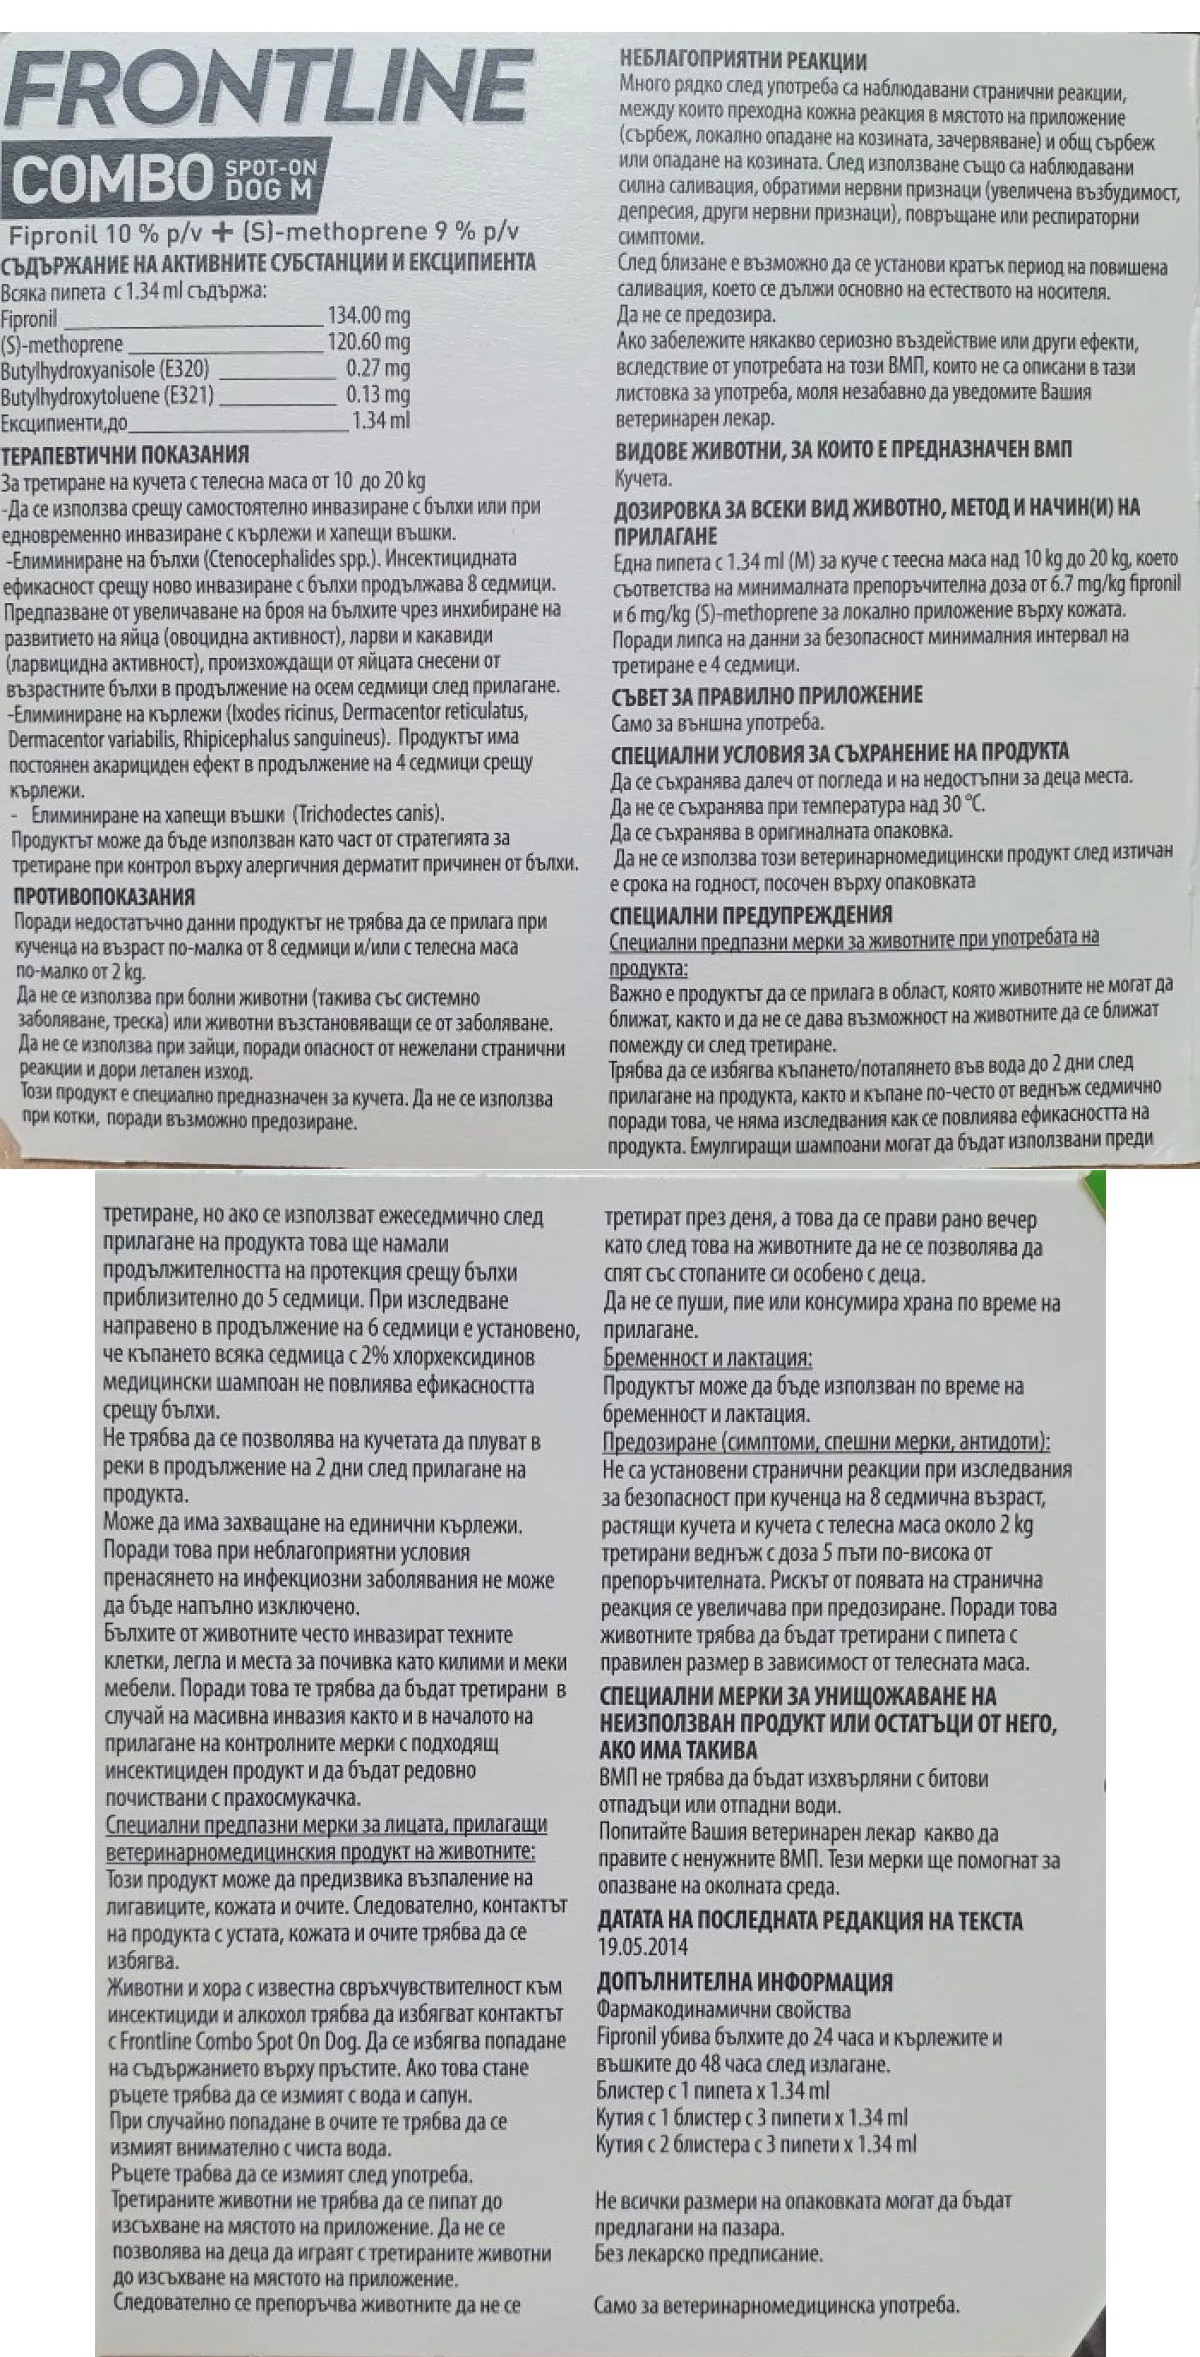 FRONTLINE
COMBO SPOT-ON DOG M
Fipronil 10 % p/v + (S)-methoprene 9 % p/v
СЪДЪРЖАНИЕ НА АКТИВНИТЕ СУБСТАНЦИИ И ЕКСЦИПИЕНТА
Всяка пипета с 1.34 ml съдържа:
Fipronil 134.00 mg
(S)-methoprene 120.60 mg
Butylhydroxyanisole (E320) 0.27 mg
Butylhydroxytoluene (E321) 0.13 mg
Ексципиенти,до 1.34 ml
ТЕРАПЕВТИЧНИ ПОКАЗАНИЯ
За третиране на кучета с телесна маса от 10 до 20 kg
-Да се използва срещу самостоятелно инвазиране с бълхи или при
едновременно инвазиране с кърлежи и хапещи въшки.
-Елиминиране на бълхи (Ctenocephalides spp.). Инсектицидната
ефикасност срещу ново инвазиране с бълхи продължава 8 седмици.
Предпазване от увеличаване на броя на бълхите чрез инхибиране на
развитието на яйца (овоцидна активност), ларви и какавиди
(ларвицидна активност), произхождащи от яйцата снесени от
възрастните бълхи в продължение на осем седмици след прилагане.
-Елиминиране на кърлежи (Ixodes ricinus, Dermacentor reticulatus,
Dermacentor variabilis, Rhipicephalus sanguineus). Продуктът има
постоянен акарициден ефект в продължение на 4 седмици срещу
кърлежи.
- Елиминиране на хапещи въшки (Trichodectes canis).
Продуктът може да бъде използван като част от стратегията за
третиране при контрол върху алергичния дерматит причинен от бълхи.
ПРОТИВОПОКАЗАНИЯ
Поради недостатъчно данни продуктът не трябва да се прилага при
кученца на възраст по-малка от 8 седмици и/или с телесна маса
по-малко от 2 kg.
Да не се използва при болни животни (такива със системно
заболяване, треска) или животни възстановяващи се от заболяване.
Да не се използва при зайци, поради опасност от нежелани странични
реакции и дори летален изход.
Този продукт е специално предназначен за кучета. Да не се използва
при котки, поради възможно предозиране.
НЕБЛАГОПРИЯТНИ РЕАКЦИИ
Много рядко след употреба са наблюдавани странични реакции,
между които преходна кожна реакция в мястото на приложение
(сърбеж, локално опадане на козината, зачервяване) и общ сърбеж
или опадане на козината. След използване също са наблюдавани
силна саливация, обратими нервни признаци (увеличена възбудимост,
депресия, други нервни признаци), повръщане или респираторни
симптоми.
След близане е възможно да се установи кратък период на повишена
саливация, което се дължи основно на естеството на носителя.
Да не се предозира.
Ако забележите някакво сериозно въздействие или други ефекти,
вследствие от употребата на този ВМП, които не са описани в тази
листовка за употреба, моля незабавно да уведомите Вашия
ветеринарен лекар.
ВИДОВЕ ЖИВОТНИ, ЗА КОИТО Е ПРЕДНАЗНАЧЕН ВМП
Кучета.
ДОЗИРОВКА ЗА ВСЕКИ ВИД ЖИВОТНО, МЕТОД И НАЧИН(И) НА
ПРИЛАГАНЕ
Една пипета с 1.34 ml (M) за куче с теесна маса над 10 kg до 20 kg, което
съответства на минималната препоръчителна доза от 6.7 mg/kg fipronil
и 6 mg/kg (S)-methoprene за локално приложение върху кожата.
Поради липса на данни за безопасност минималния интервал на
третиране е 4 седмици.
СЪВЕТ ЗА ПРАВИЛНО ПРИЛОЖЕНИЕ
Само за външна употреба.
СПЕЦИАЛНИ УСЛОВИЯ ЗА СЪХРАНЕНИЕ НА ПРОДУКТА
Да се съхранява далеч от погледа и на недостъпни за деца места.
Да не се съхранява при температура над 30 °C.
Да се съхранява в оригиналната опаковка.
Да не се използва този ветеринарномедицински продукт след изтичан
е срока на годност, посочен върху опаковката
СПЕЦИАЛНИ ПРЕДУПРЕЖДЕНИЯ
Специални предпазни мерки за животните при употребата на
продукта:
Важно е продуктът да се прилага в област, която животните не могат да
ближат, както и да не се дава възможност на животните да се ближат
помежду си след третиране.
Трябва да се избягва къпането/потапянето във вода до 2 дни след
прилагане на продукта, както и къпане по-често от веднъж седмично
поради това, че няма изследвания как се повлиява ефикасността на
продукта. Емулгиращи шампоани могат да бъдат използвани преди
третиране, но ако се използват ежеседмично след
прилагане на продукта това ще намали
продължителността на протекция срещу бълхи
приблизително до 5 седмици. При изследване
направено в продължение на 6 седмици е установено,
че къпането всяка седмица с 2% хлорхексидинов
медицински шампоан не повлиява ефикасността
срещу бълхи.
Не трябва да се позволява на кучетата да плуват в
реки в продължение на 2 дни след прилагане на
продукта.
Може да има захващане на единични кърлежи.
Поради това при неблагоприятни условия
пренасянето на инфекциозни заболявания не може
да бъде напълно изключено.
Бълхите от животните често инвазират техните
клетки, легла и места за почивка като килими и меки
мебели. Поради това те трябва да бъдат третирани в
случай на масивна инвазия както и в началото на
прилагане на контролните мерки с подходящ
инсектициден продукт и да бъдат редовно
почиствани с прахосмукачка.
Специални предпазни мерки за лицата, прилагащи
ветеринарномедицинския продукт на животните:
Този продукт може да предизвика възпаление на
лигавиците, кожата и очите. Следователно, контактът
на продукта с устата, кожата и очите трябва да се
избягва.
Животни и хора с известна свръхчувствителност към
инсектициди и алкохол трябва да избягват контактът
с Frontline Combo Spot On Dog. Да се избягва попадане
на съдържанието върху пръстите. Ако това стане
ръцете трябва да се измият с вода и сапун.
При случайно попадане в очите те трябва да се
измият внимателно с чиста вода.
Ръцете трабва да се измият след употреба.
Третираните животни не трябва да се пипат до
изсъхване на мястото на приложение. Да не се
позволява на деца да играят с третираните животни
до изсъхване на мястото на приложение.
Следователно се препоръчва животните да не се
третират през деня, а това да се прави рано вечер
като след това на животните да не се позволява да
спят със стопаните си особено с деца.
Да не се пуши, пие или консумира храна по време на
прилагане.
Бременност и лактация:
Продуктът може да бъде използван по време на
бременност и лактация.
Предозиране (симптоми, спешни мерки, антидоти):
Не са установени странични реакции при изследвания
за безопасност при кученца на 8 седмична възраст,
растящи кучета и кучета с телесна маса около 2 kg
третирани веднъж с доза 5 пъти по-висока от
препоръчителната. Рискът от появата на странична
реакция се увеличава при предозиране. Поради това
животните трябва да бъдат третирани с пипета с
правилен размер в зависимост от телесната маса.
СПЕЦИАЛНИ МЕРКИ ЗА УНИЩОЖАВАНЕ НА
НЕИЗПОЛЗВАН ПРОДУКТ ИЛИ ОСТАТЪЦИ ОТ НЕГО,
АКО ИМА ТАКИВА
ВМП не трябва да бъдат изхвърляни с битови
отпадъци или отпадни води.
Попитайте Вашия ветеринарен лекар какво да
правите с ненужните ВМП. Тези мерки ще помогнат за
опазване на околната среда.
ДАТАТА НА ПОСЛЕДНАТА РЕДАКЦИЯ НА ТЕКСТА
19.05.2014
ДОПЪЛНИТЕЛНА ИНФОРМАЦИЯ
Фармакодинамични свойства
Fipronil убива бълхите до 24 часа и кърлежите и
въшките до 48 часа след излагане.
Блистер с 1 пипета x 1.34 ml
Кутия с 1 блистер с 3 пипети x 1.34 ml
Кутия с 2 блистера с 3 пипети x 1.34 ml
Не всички размери на опаковката могат да бъдат
предлагани на пазара.
Без лекарско предписание.
Само за ветеринарномедицинска употреба.